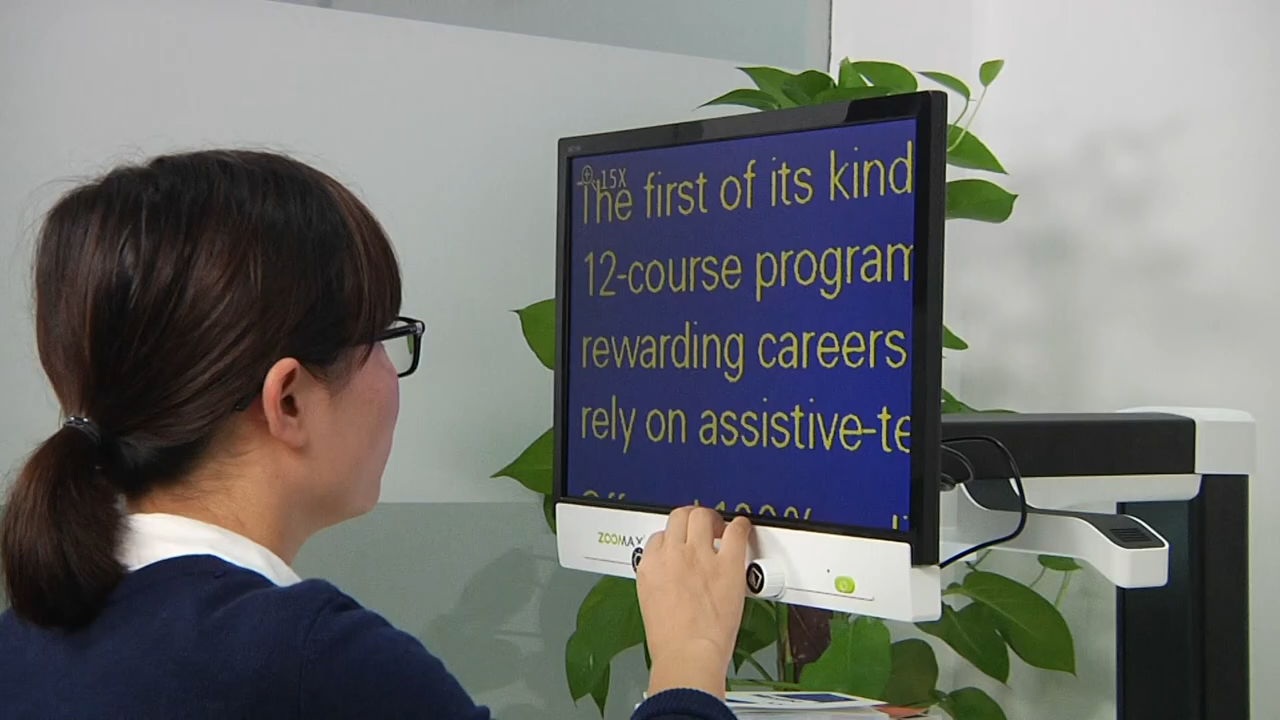 15X
The first of its kind
12-course program
rewarding careers
rely on assistive-te
ZOOMAX